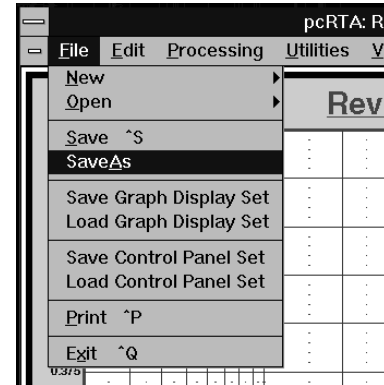 pcRTA: R
File Edit Processing Utilities V
New
Open
Rev
Save ^S
SaveAs
Save Graph Display Set
Load Graph Display Set
Save Control Panel Set
Load Control Panel Set
Print ^P
Exit ^Q
0.375